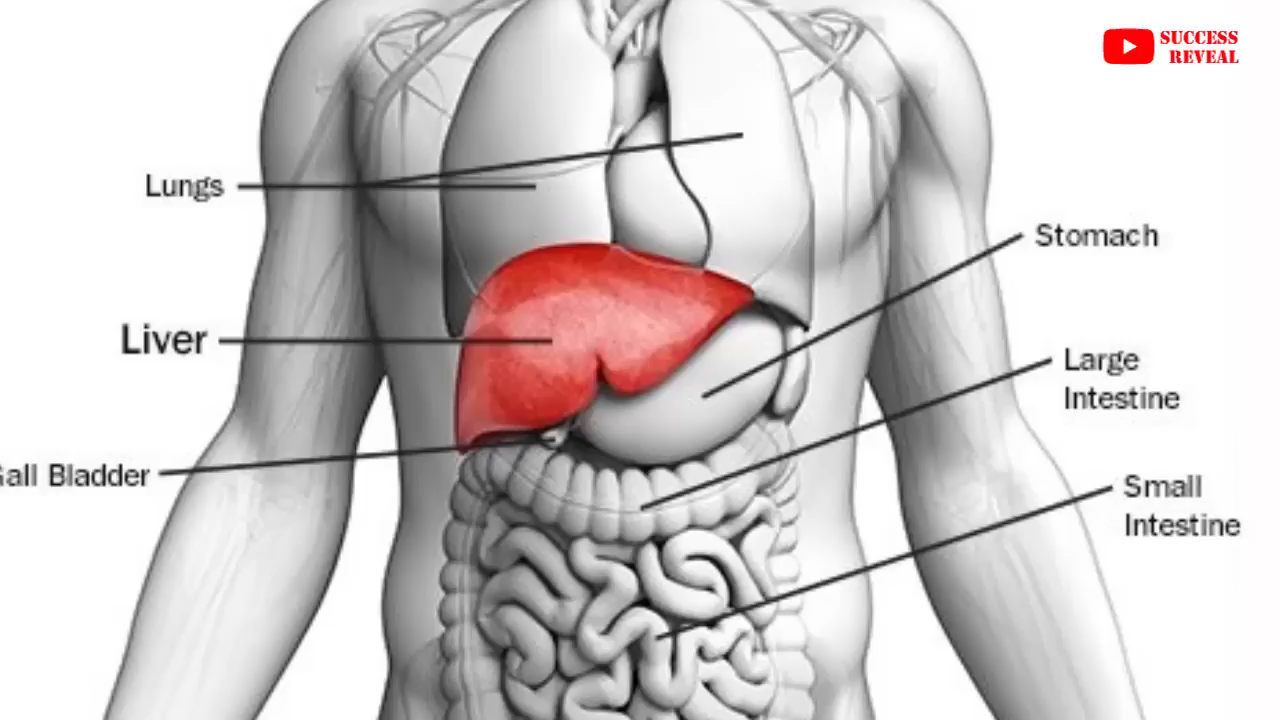 SUCCESS
REVEAL
Lungs
Stomach
Liver
Large
Intestine
all Bladder
Small
Intestine